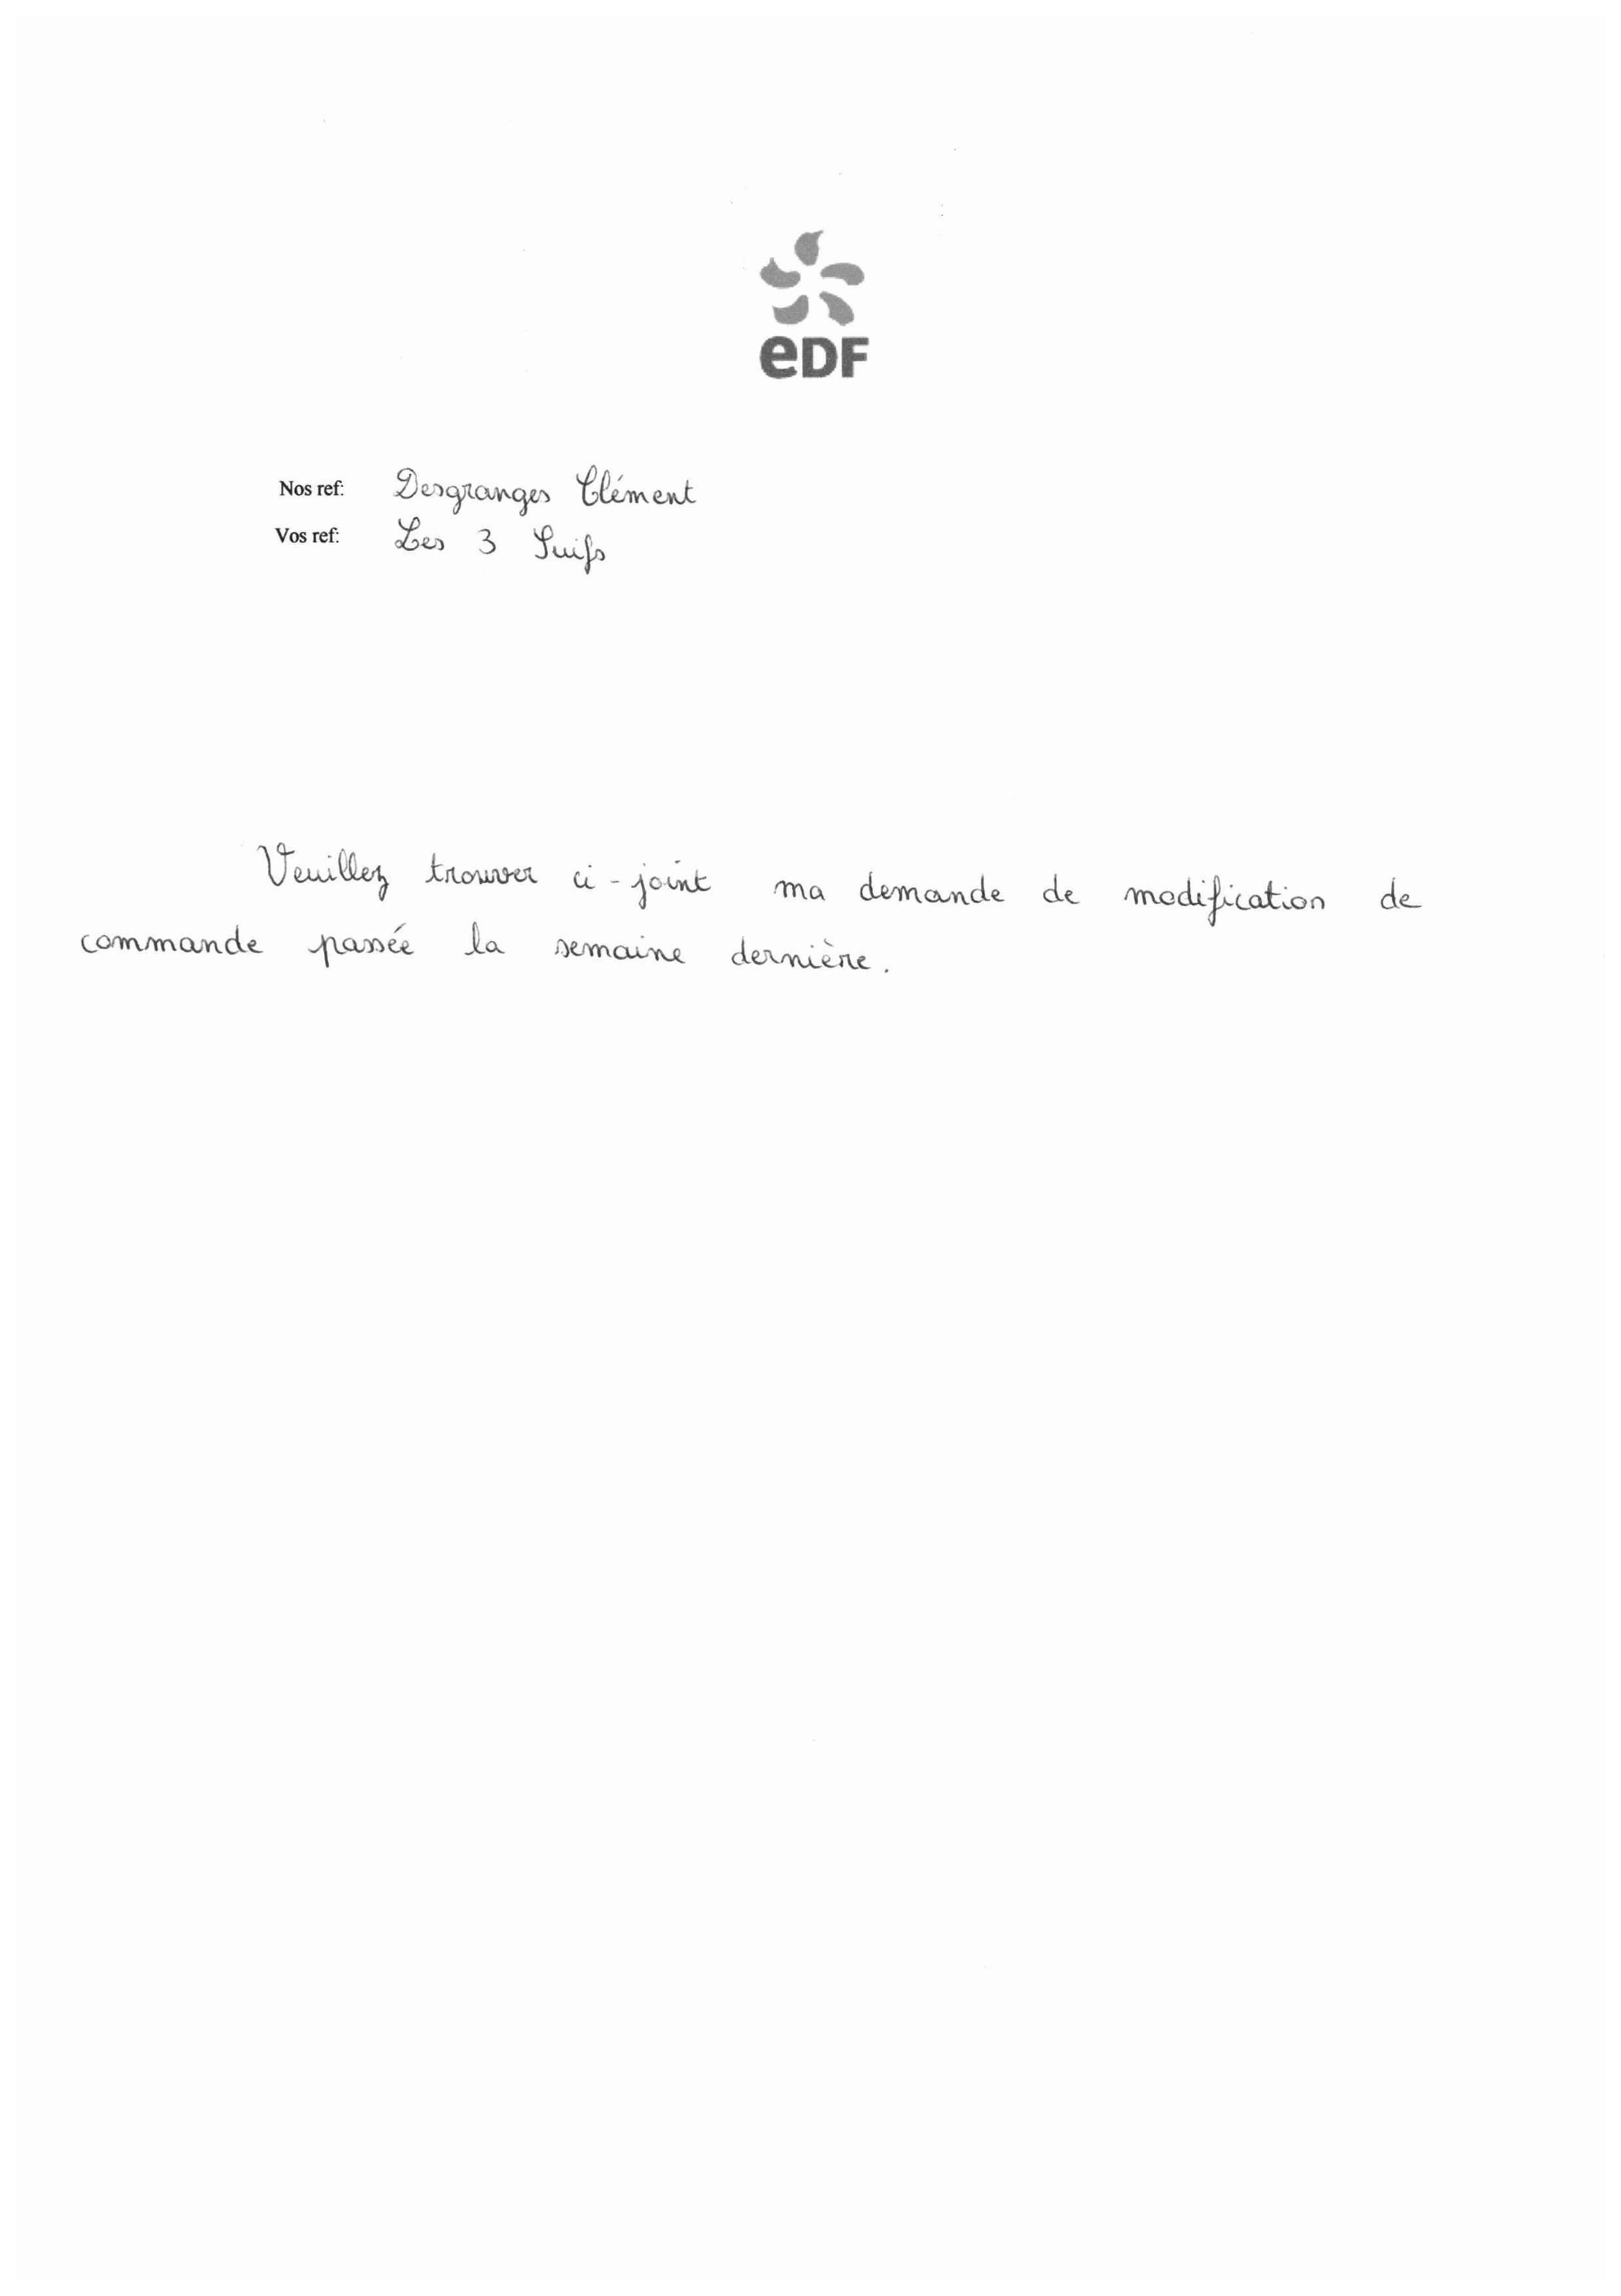 eDF
Nos ref: Desgranges Clément
Vos ref: Les 3 Suifs
Veuillez trouver ci-joint ma demande de modification de
commande passée la semaine dernière.